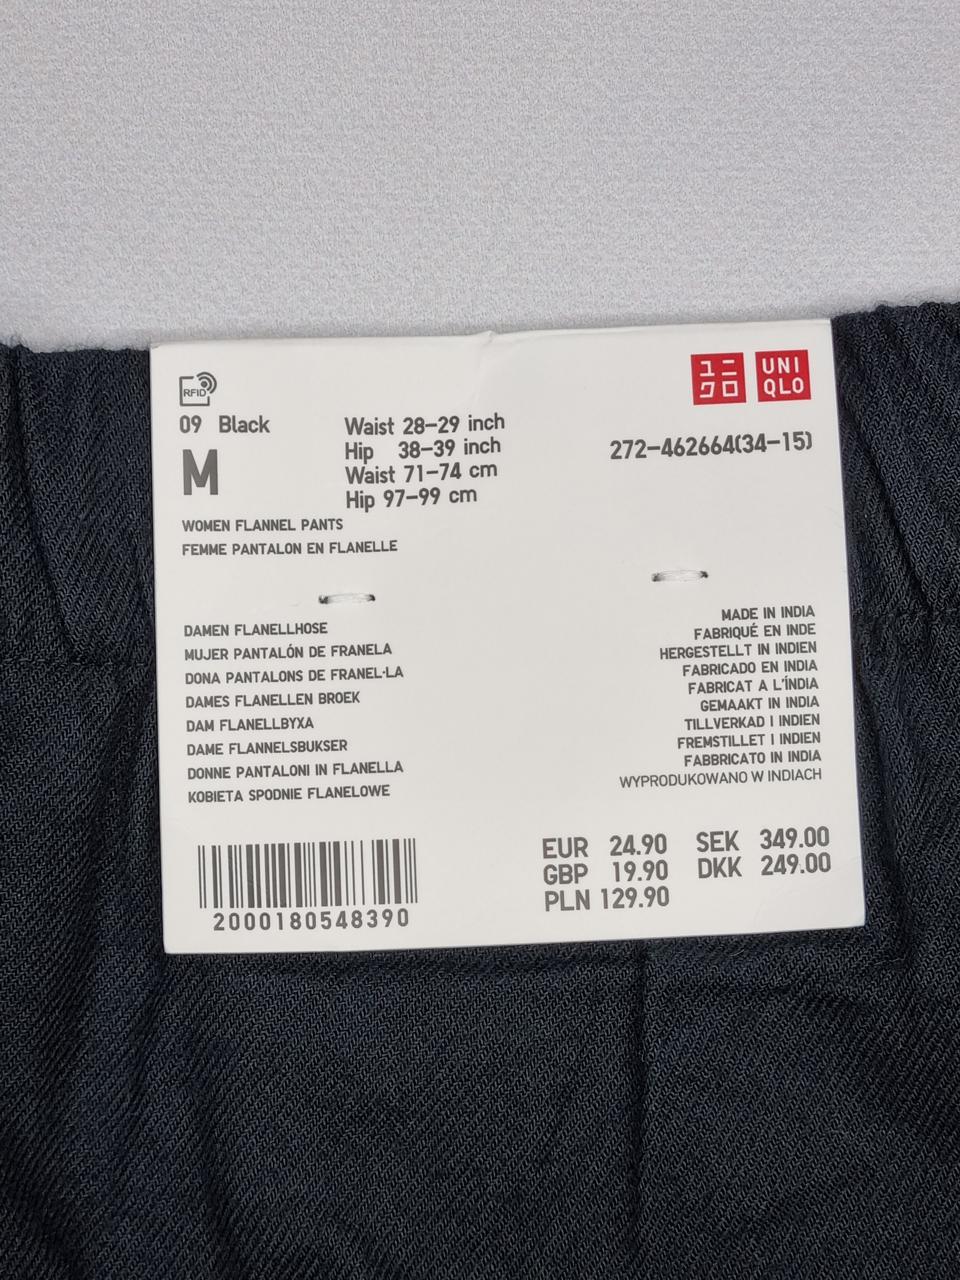 RFID
ユニ
クロ
UNI
QLO
09 Black
M
Waist 28-29 inch
Hip 38-39 inch
Waist 71-74 cm
Hip 97-99 cm
272-462664(34-15)
WOMEN FLANNEL PANTS
FEMME PANTALON EN FLANELLE
DAMEN FLANELLHOSE
MUJER PANTALÓN DE FRANELA
DONA PANTALONS DE FRANEL·LA
DAMES FLANELLEN BROEK
DAM FLANELLBYXA
DAME FLANNELSBUKSER
DONNE PANTALONI IN FLANELLA
KOBIETA SPODNIE FLANELOWE
MADE IN INDIA
FABRIQUÉ EN INDE
HERGESTELLT IN INDIEN
FABRICADO EN INDIA
FABRICAT A L'ÍNDIA
GEMAAKT IN INDIA
TILLVERKAD I INDIEN
FREMSTILLET I INDIEN
FABBRICATO IN INDIA
WYPRODUKOWANO W INDIACH
2000180548390
EUR 24.90 SEK 349.00
GBP 19.90 DKK 249.00
PLN 129.90